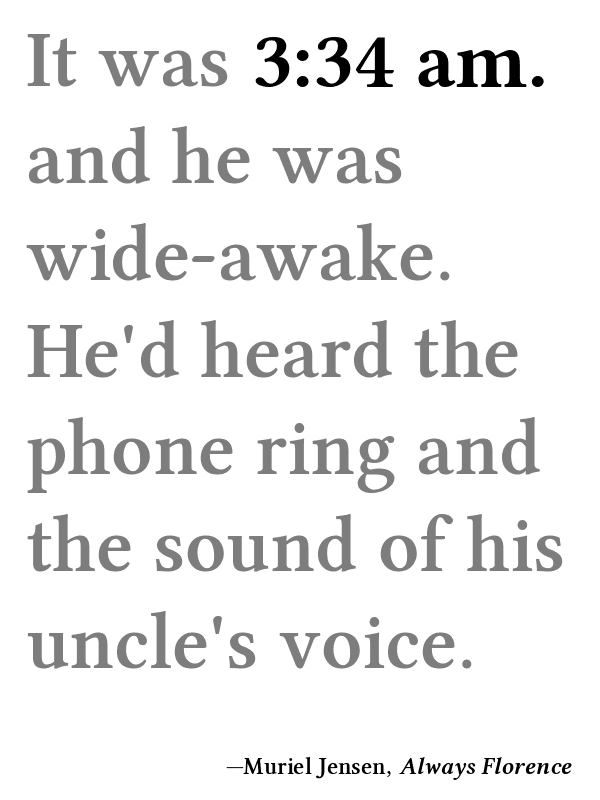 It was 3:34 am.
and he was
wide-awake.
He'd heard the
phone ring and
the sound of his
uncle's voice.
—Muriel Jensen, Always Florence